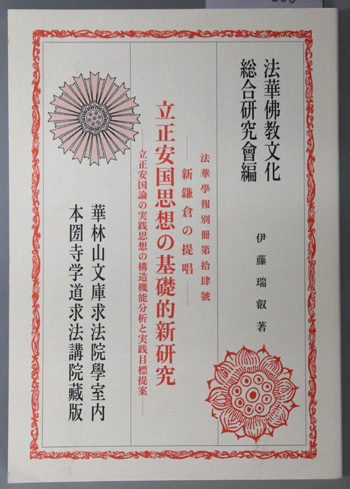 法華佛教文化
総合研究會編
伊藤瑞叡著
法華學報別冊第拾肆號
―新鎌倉の提唱―
立正安国思想の基礎的新研究
―立正安国論の実践思想の構造機能分析と実践目標提案―
華林山文庫求法院學室内
本圀寺学道求法講院藏版